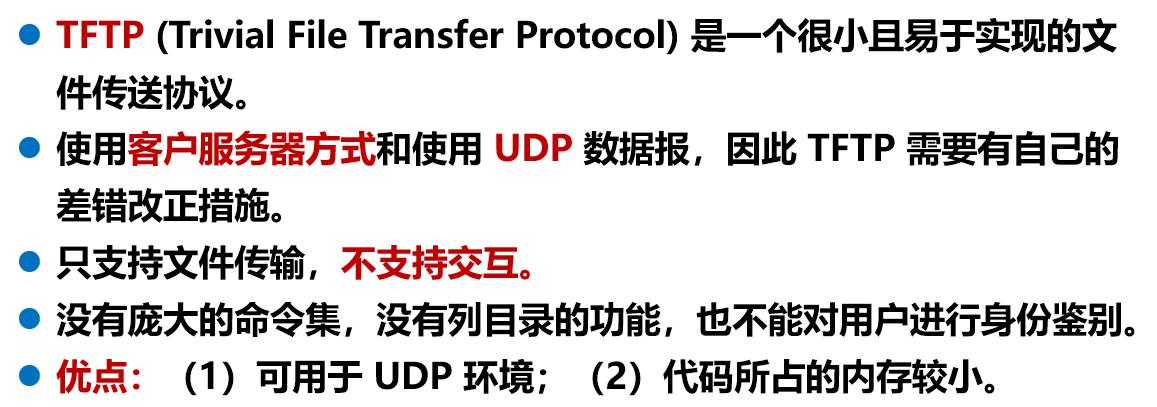 ● TFTP (Trivial File Transfer Protocol) 是一个很小且易于实现的文
件传送协议。
● 使用客户服务器方式和使用 UDP 数据报，因此 TFTP 需要有自己的
差错改正措施。
● 只支持文件传输，不支持交互。
● 没有庞大的命令集，没有列目录的功能，也不能对用户进行身份鉴别。
● 优点：（1）可用于 UDP 环境；（2）代码所占的内存较小。